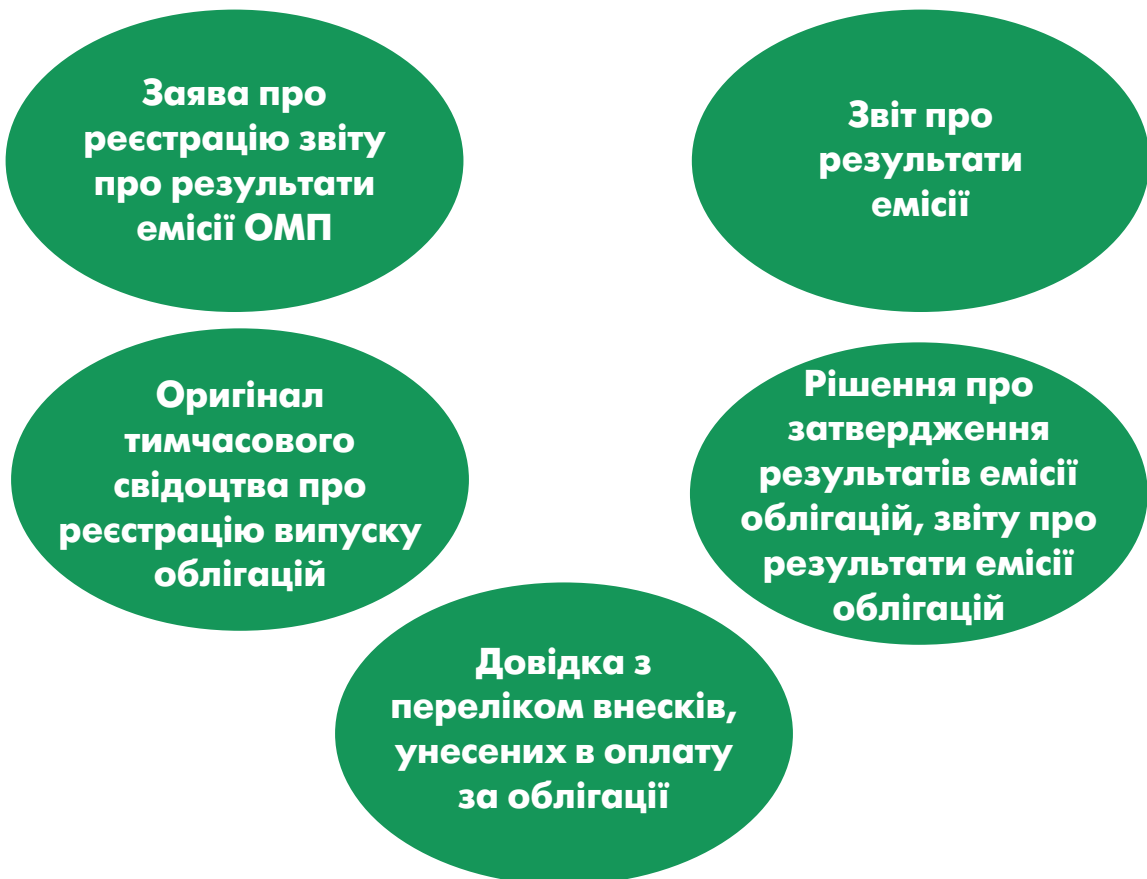 Заява про
реєстрацію звіту
про результати
емісії ОМП
Звіт про
результати
емісії
Оригінал
тимчасового
свідоцтва про
реєстрацію випуску
облігацій
Рішення про
затвердження
результатів емісії
облігацій, звіту про
результати емісії
облігацій
Довідка з
переліком внесків,
унесених в оплату
за облігації